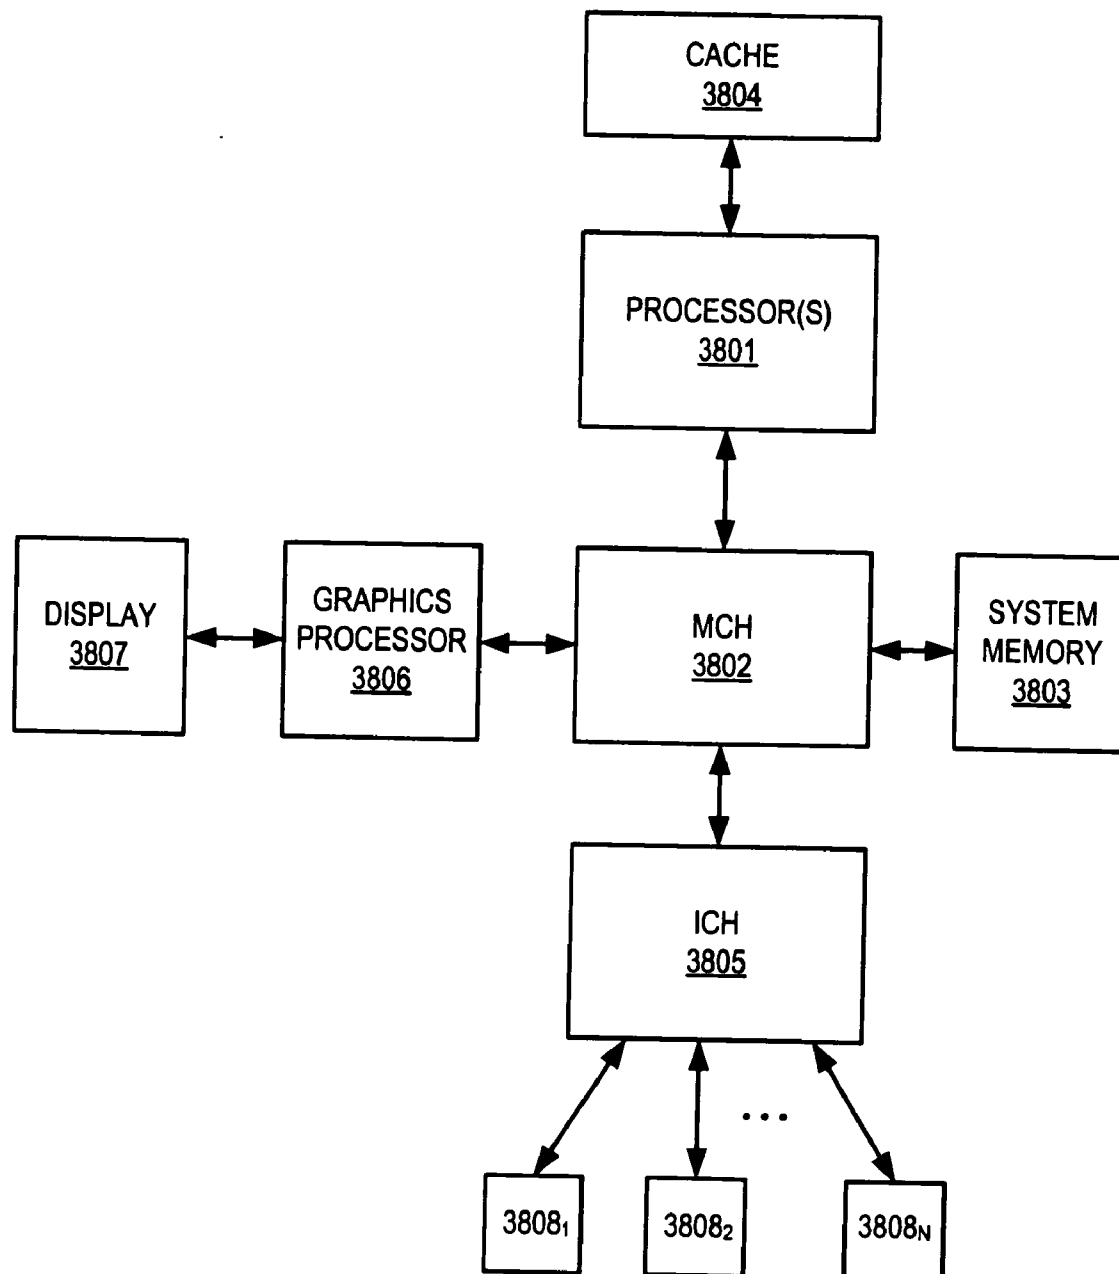 CACHE
3804
PROCESSOR(S)
3801
DISPLAY
3807
GRAPHICS
PROCESSOR
3806
MCH
3802
SYSTEM
MEMORY
3803
ICH
3805
...
3808₁
3808₂
3808N